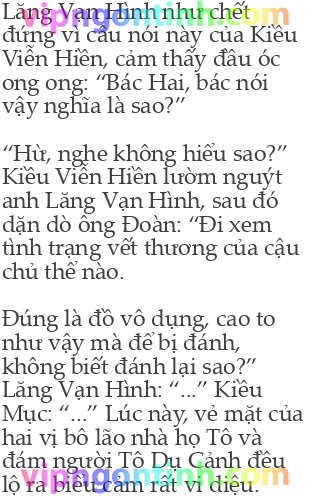 Lăng Vạn Hình như chết
đứng vì câu nói này của Kiều
Viễn Hiền, cảm thấy đầu óc
ong ong: “Bác Hai, bác nói
vậy nghĩa là sao?”
“Hừ, nghe không hiểu sao?”
Kiều Viễn Hiền lườm nguýt
anh Lăng Vạn Hình, sau đó
dặn dò ông Đoàn: “Đi xem
tình trạng vết thương của cậu
chủ thế nào.
Đúng là đồ vô dụng, cao to
như vậy mà để bị đánh,
không biết đánh lại sao?”
Lăng Vạn Hình: “...” Kiều
Mục: “...” Lúc này, vẻ mặt của
hai vị bô lão nhà họ Tô và
đám người Tô Dụ Cảnh đều
lộ ra biểu cảm rất vi diệu.
vipngontinh.com
vipngontinh.com